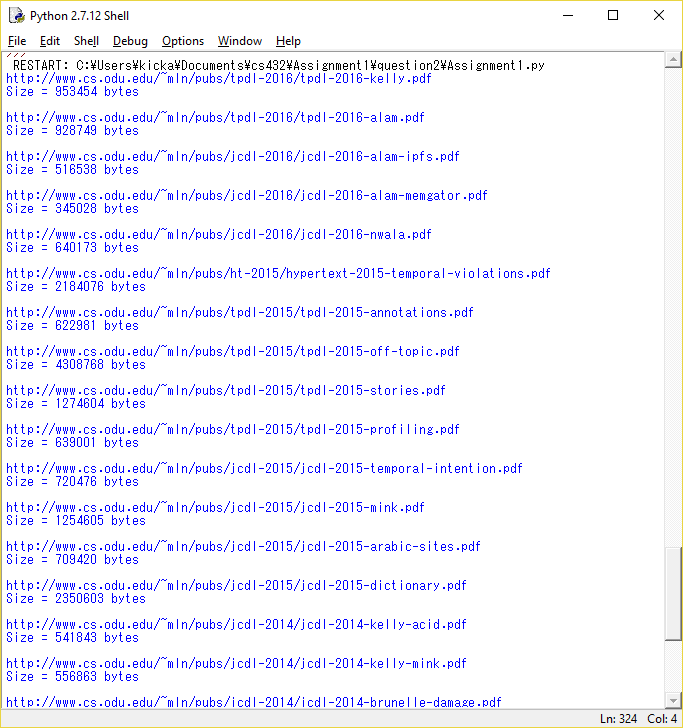 Python 2.7.12 Shell
File Edit Shell Debug Options Window Help
RESTART: C:¥Users¥kicka¥Documents¥cs432¥Assignment1¥question2¥Assignment1.py
http://www.cs.odu.edu/~mln/pubs/tpdl-2016/tpdl-2016-kelly.pdf
Size = 953454 bytes
http://www.cs.odu.edu/~mln/pubs/tpdl-2016/tpdl-2016-alam.pdf
Size = 928749 bytes
http://www.cs.odu.edu/~mln/pubs/jcdl-2016/jcdl-2016-alam-ipfs.pdf
Size = 516538 bytes
http://www.cs.odu.edu/~mln/pubs/jcdl-2016/jcdl-2016-alam-memgator.pdf
Size = 345028 bytes
http://www.cs.odu.edu/~mln/pubs/jcdl-2016/jcdl-2016-nwala.pdf
Size = 640173 bytes
http://www.cs.odu.edu/~mln/pubs/ht-2015/hypertext-2015-temporal-violations.pdf
Size = 2184076 bytes
http://www.cs.odu.edu/~mln/pubs/tpdl-2015/tpdl-2015-annotations.pdf
Size = 622981 bytes
http://www.cs.odu.edu/~mln/pubs/tpdl-2015/tpdl-2015-off-topic.pdf
Size = 4308768 bytes
http://www.cs.odu.edu/~mln/pubs/tpdl-2015/tpdl-2015-stories.pdf
Size = 1274604 bytes
http://www.cs.odu.edu/~mln/pubs/tpdl-2015/tpdl-2015-profiling.pdf
Size = 639001 bytes
http://www.cs.odu.edu/~mln/pubs/jcdl-2015/jcdl-2015-temporal-intention.pdf
Size = 720476 bytes
http://www.cs.odu.edu/~mln/pubs/jcdl-2015/jcdl-2015-mink.pdf
Size = 1254605 bytes
http://www.cs.odu.edu/~mln/pubs/jcdl-2015/jcdl-2015-arabic-sites.pdf
Size = 709420 bytes
http://www.cs.odu.edu/~mln/pubs/jcdl-2015/jcdl-2015-dictionary.pdf
Size = 2350603 bytes
http://www.cs.odu.edu/~mln/pubs/jcdl-2014/jcdl-2014-kelly-acid.pdf
Size = 541843 bytes
http://www.cs.odu.edu/~mln/pubs/jcdl-2014/jcdl-2014-kelly-mink.pdf
Size = 556863 bytes
http://www.cs.odu.edu/~mln/pubs/jcdl-2014/jcdl-2014-brunelle-damage.pdf
Ln: 324 Col: 4